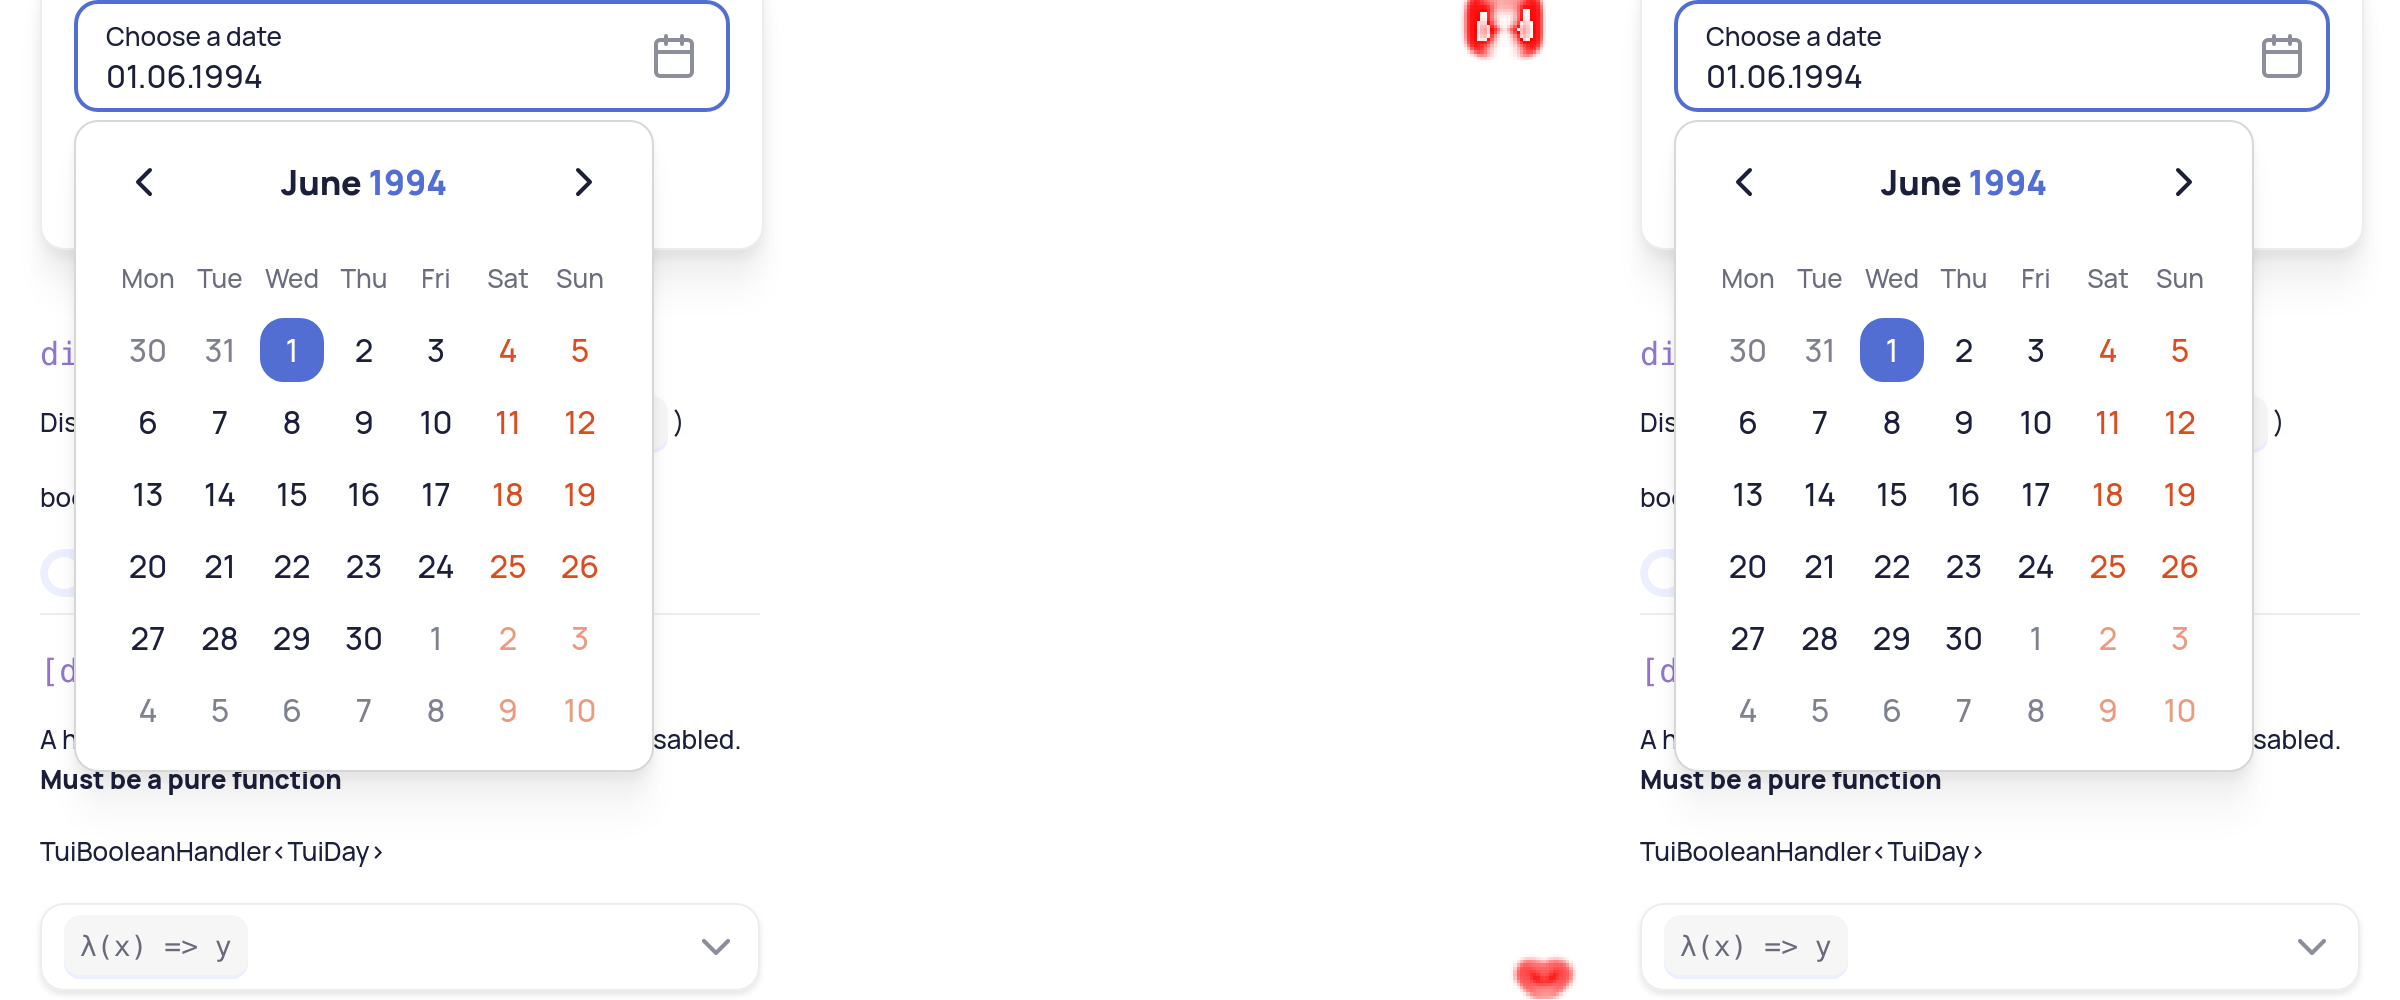 Choose a date
01.06.1994
June 1994
Mon Tue Wed Thu Fri Sat Sun
30 31 1 2 3 4 5
6 7 8 9 10 11 12
13 14 15 16 17 18 19
20 21 22 23 24 25 26
27 28 29 30 1 2 3
4 5 6 7 8 9 10
di
Dis )
boo
[d
A h sabled.
Must be a pure function
TuiBooleanHandler<TuiDay>
λ(x) => y
Choose a date
01.06.1994
June 1994
Mon Tue Wed Thu Fri Sat Sun
30 31 1 2 3 4 5
6 7 8 9 10 11 12
13 14 15 16 17 18 19
20 21 22 23 24 25 26
27 28 29 30 1 2 3
4 5 6 7 8 9 10
di
Dis )
boo
[d
A h sabled.
Must be a pure function
TuiBooleanHandler<TuiDay>
λ(x) => y